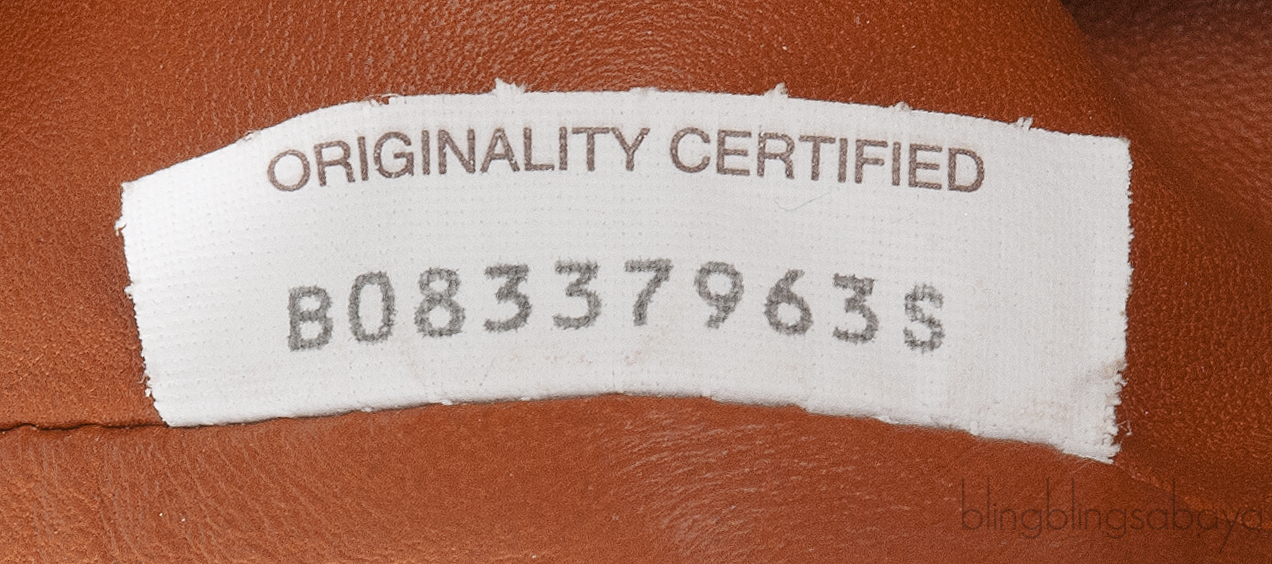 ORIGINALITY CERTIFIED
B08337963S
blingblingsabaya